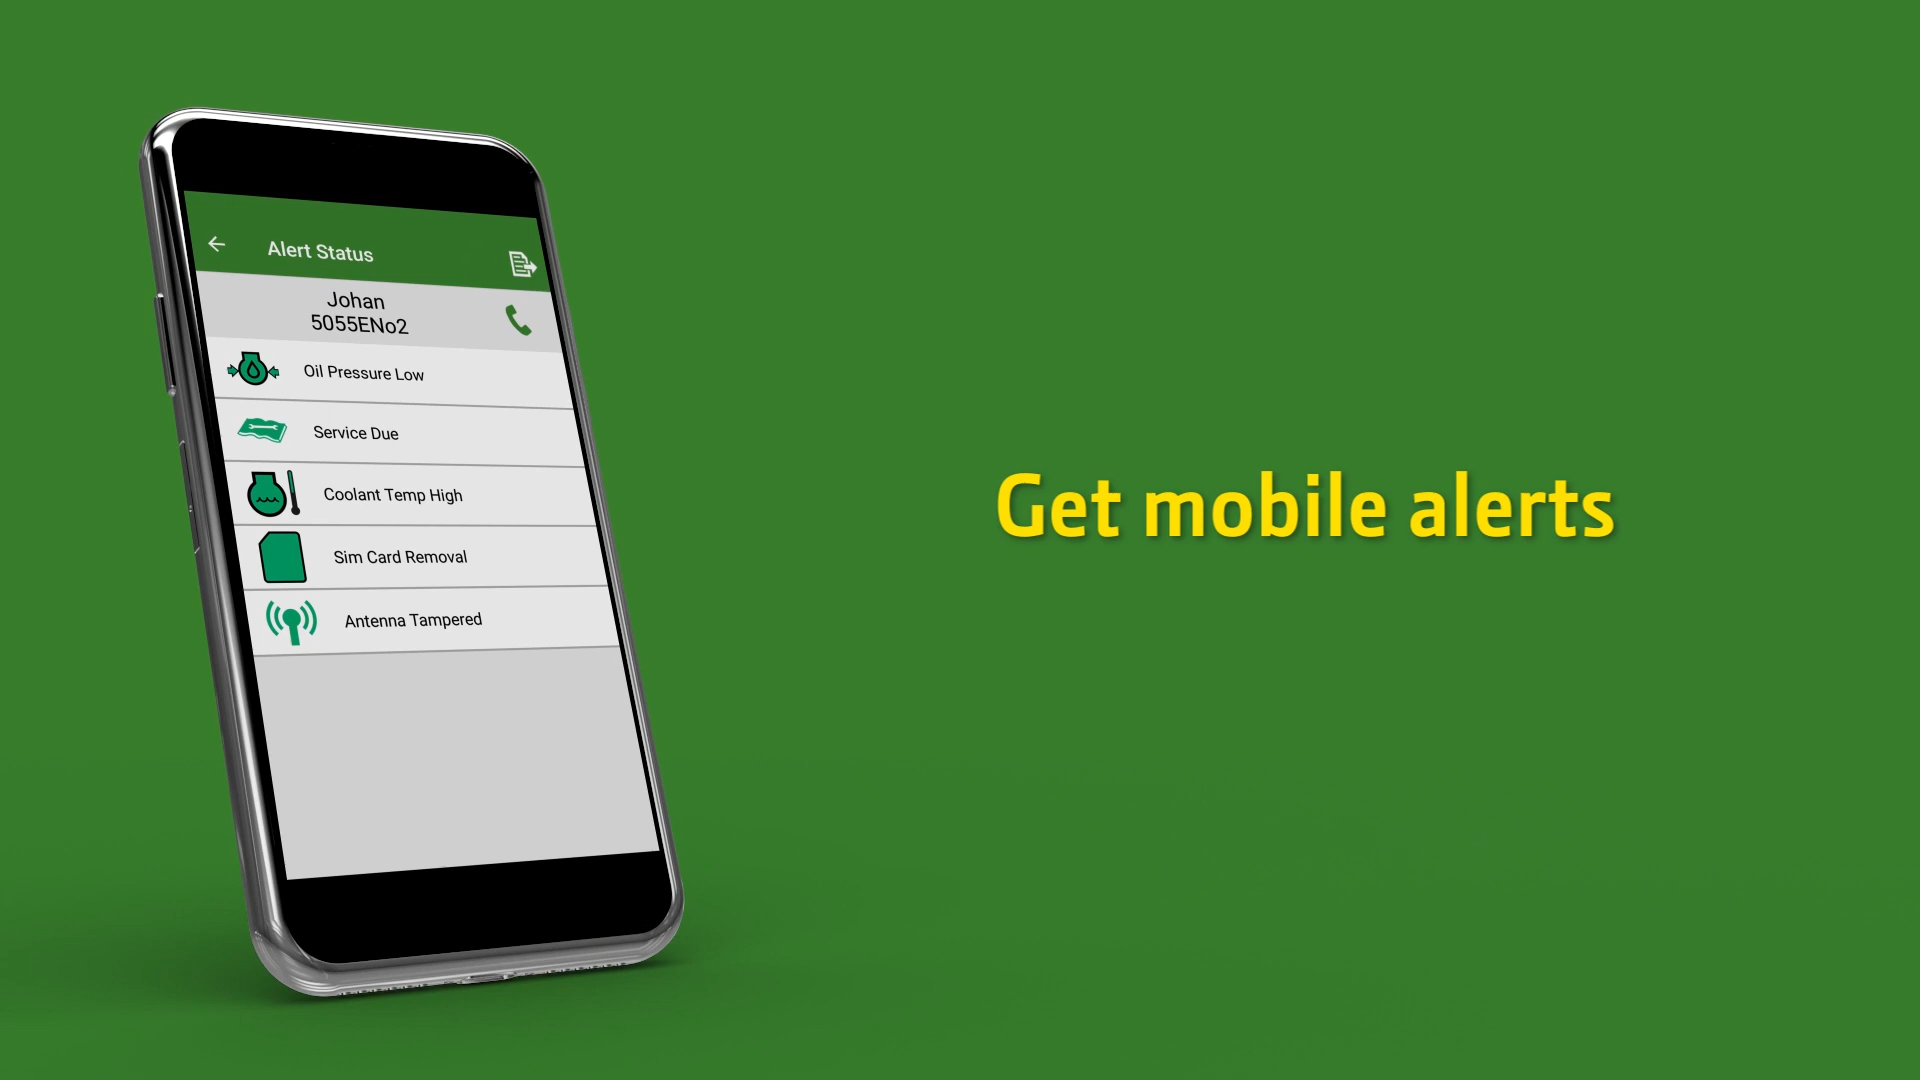 Alert Status
Johan
5055ENo2
Oil Pressure Low
Service Due
Coolant Temp High
Sim Card Removal
Antenna Tampered
Get mobile alerts